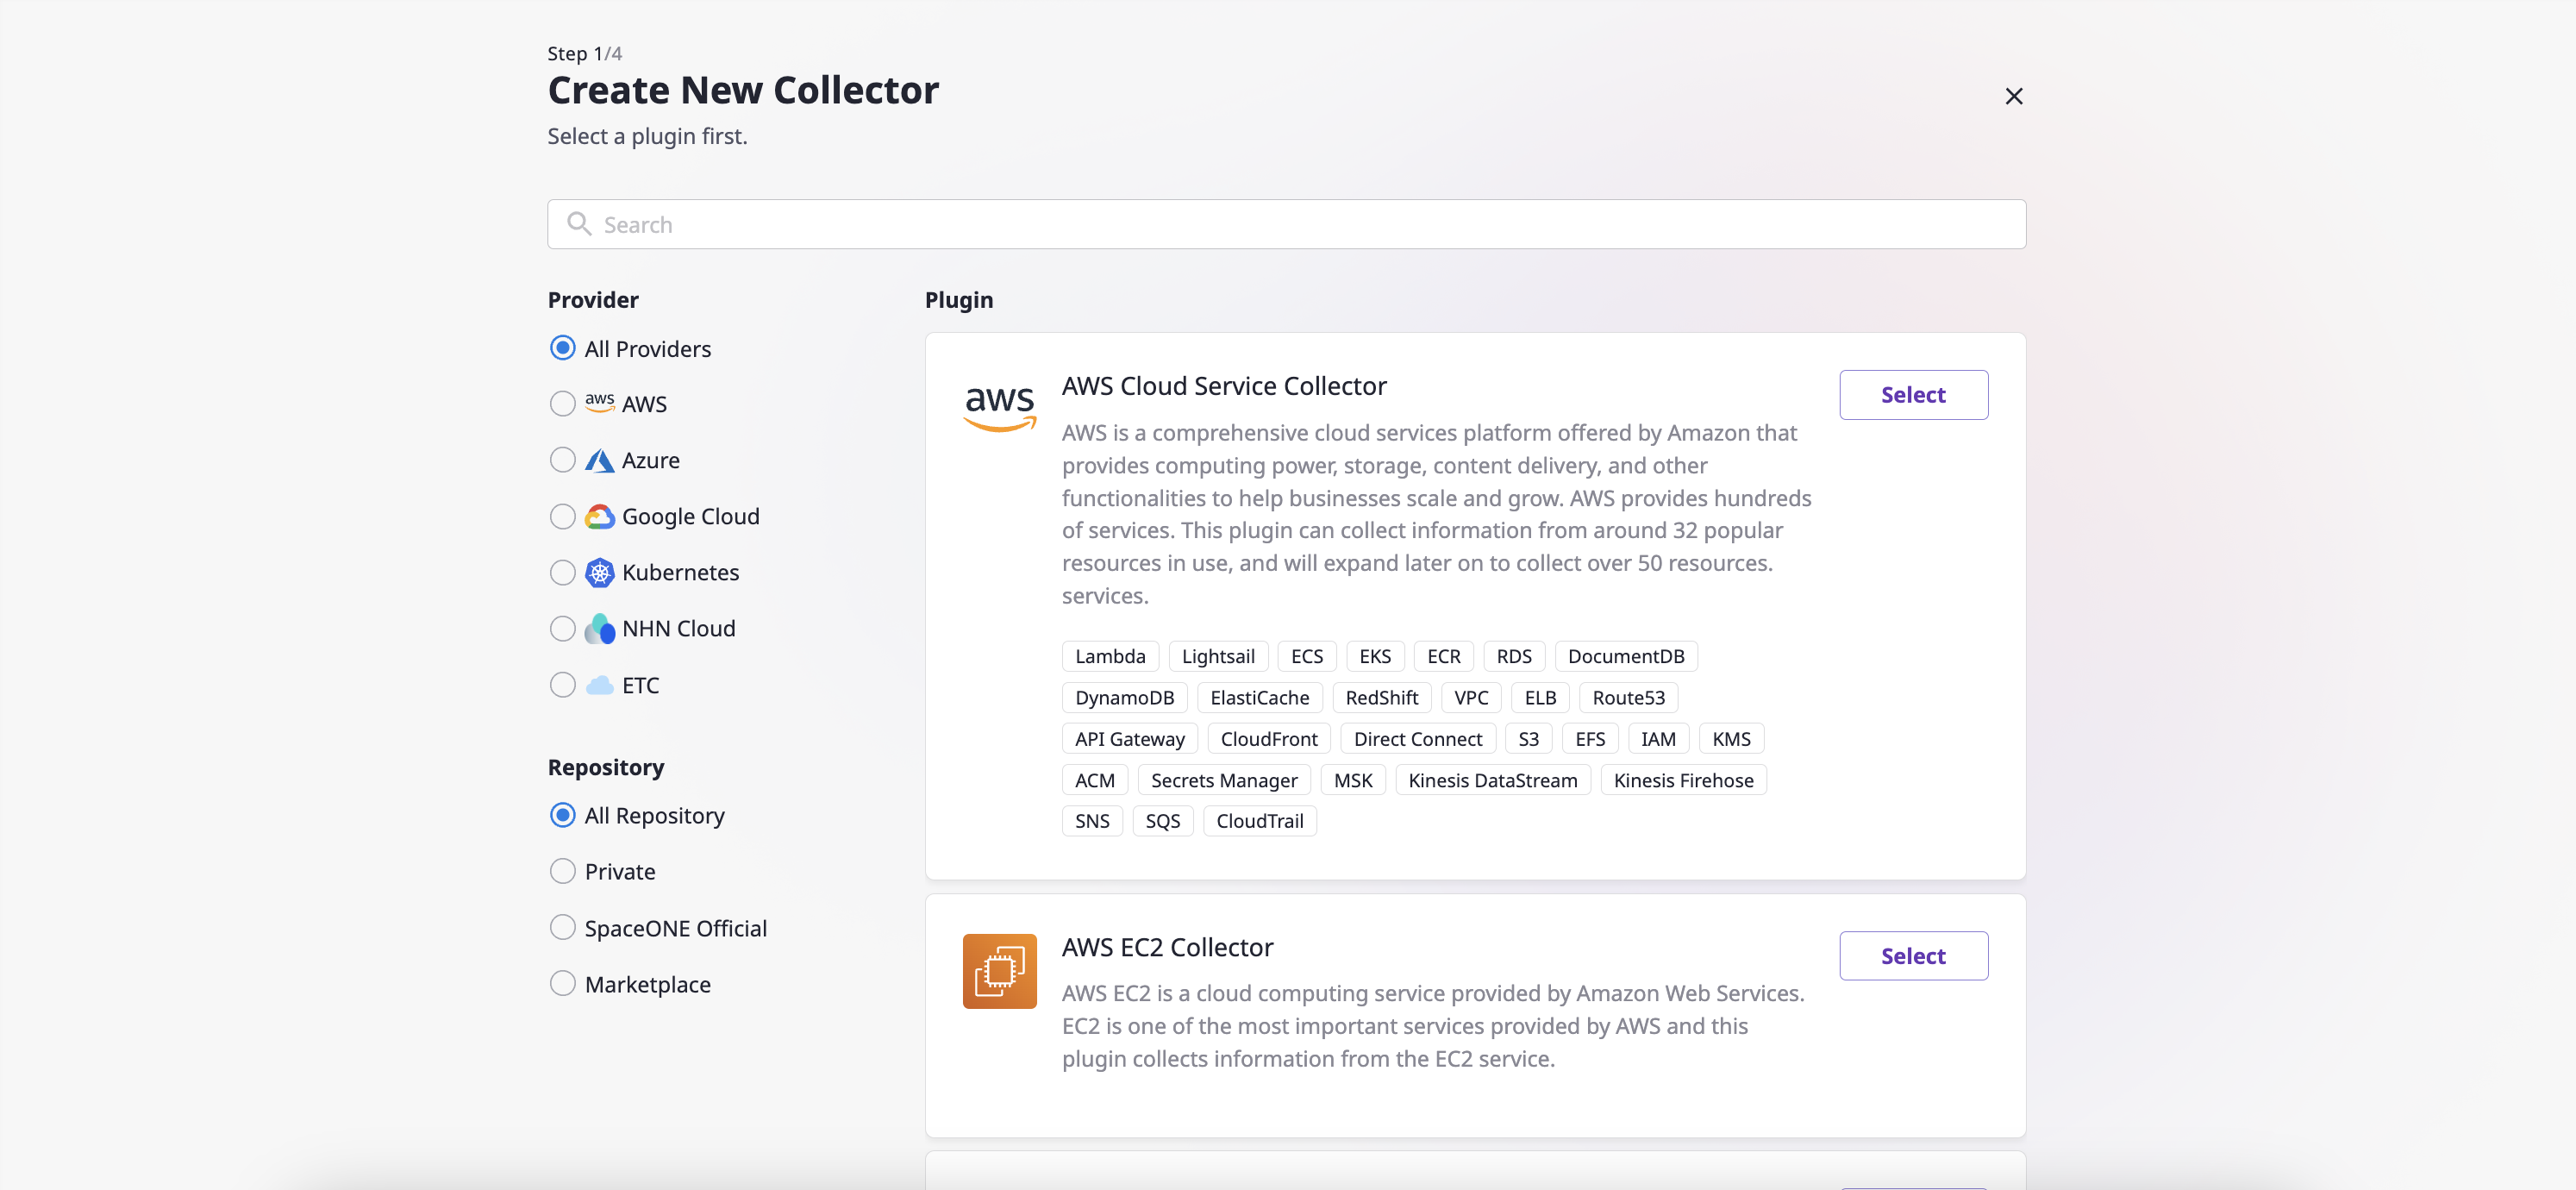 Step 1/4
Create New Collector
Select a plugin first.
Search
Provider
All Providers
aws AWS
Azure
Google Cloud
Kubernetes
NHN Cloud
ETC
Repository
All Repository
Private
SpaceONE Official
Marketplace
Plugin
aws
AWS Cloud Service Collector
Select
AWS is a comprehensive cloud services platform offered by Amazon that
provides computing power, storage, content delivery, and other
functionalities to help businesses scale and grow. AWS provides hundreds
of services. This plugin can collect information from around 32 popular
resources in use, and will expand later on to collect over 50 resources.
services.
Lambda Lightsail ECS EKS ECR RDS DocumentDB
DynamoDB ElastiCache RedShift VPC ELB Route53
API Gateway CloudFront Direct Connect S3 EFS IAM KMS
ACM Secrets Manager MSK Kinesis DataStream Kinesis Firehose
SNS SQS CloudTrail
AWS EC2 Collector
Select
AWS EC2 is a cloud computing service provided by Amazon Web Services.
EC2 is one of the most important services provided by AWS and this
plugin collects information from the EC2 service.